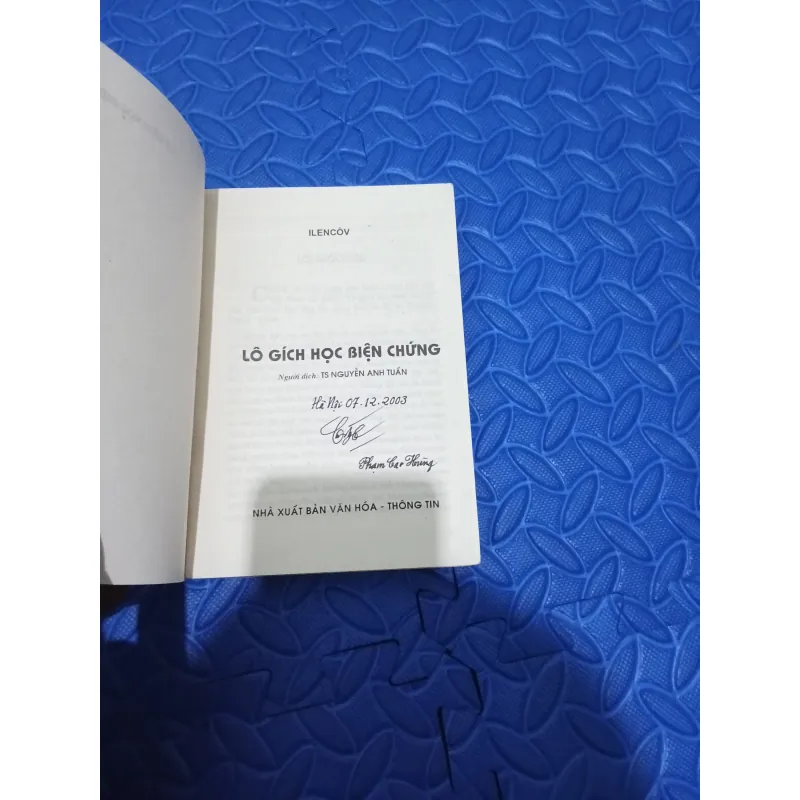 ILENCÔV
LÔ GÍCH HỌC BIỆN CHỨNG
Người dịch: TS NGUYỄN ANH TUẤN
Hà Nội 07.12.2003
Phạm Cao Hùng
NHÀ XUẤT BẢN VĂN HÓA - THÔNG TIN